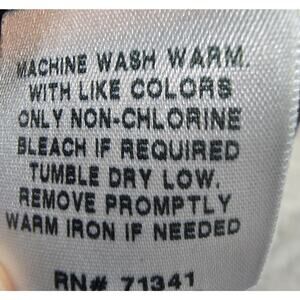 MACHINE WASH WARM.
WITH LIKE COLORS
ONLY NON-CHLORINE
BLEACH IF REQUIRED
TUMBLE DRY LOW.
REMOVE PROMPTLY
WARM IRON IF NEEDED
RN# 71341